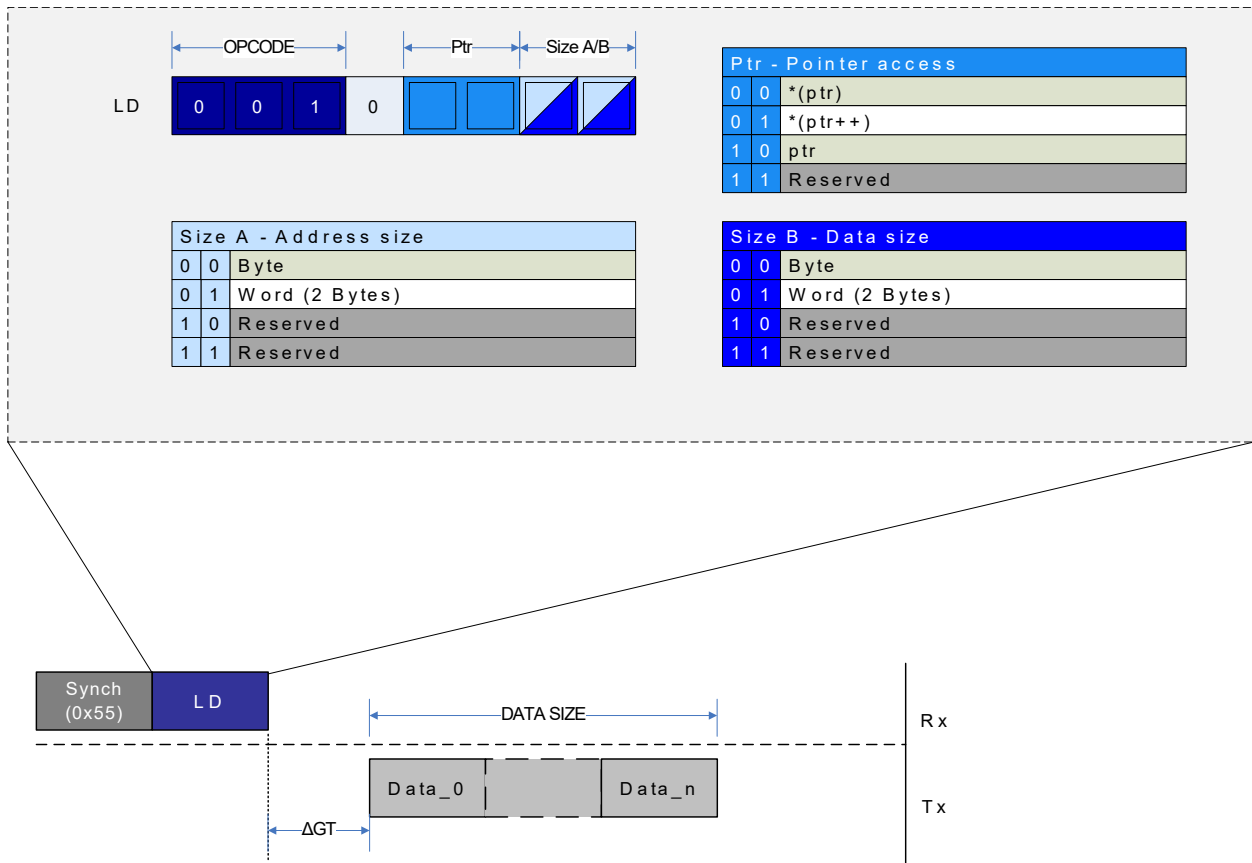 OPCODE Ptr Size A/B
LD 0 0 1 0
Ptr - Pointer access
0 0 *(ptr)
0 1 *(ptr++)
1 0 ptr
1 1 Reserved
Size A - Address size
0 0 Byte
0 1 Word (2 Bytes)
1 0 Reserved
1 1 Reserved
Size B - Data size
0 0 Byte
0 1 Word (2 Bytes)
1 0 Reserved
1 1 Reserved
Synch
(0x55)
LD
DATA SIZE
Rx
Data_0 Data_n
Tx
ΔGT